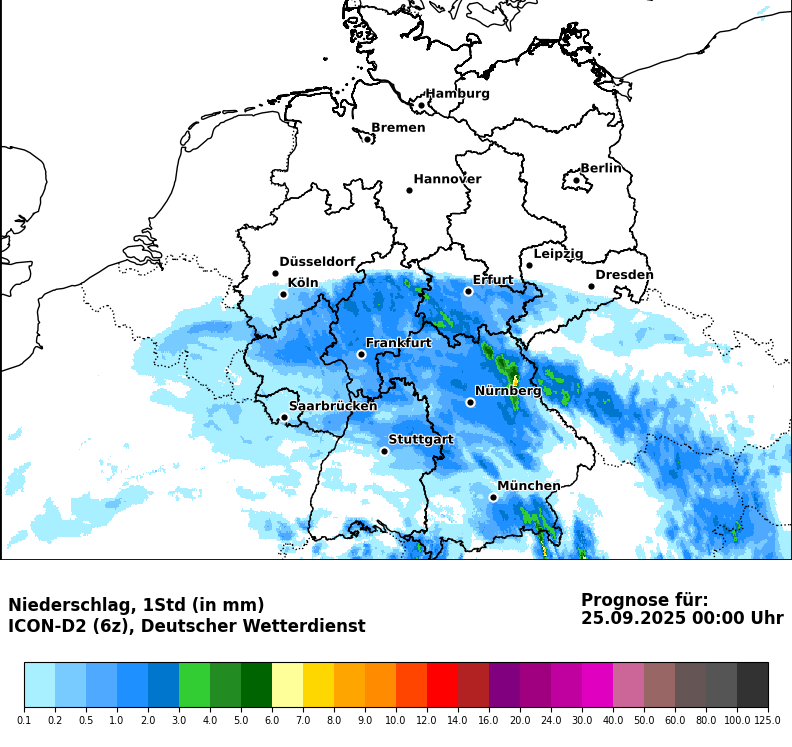 Hamburg
Bremen
Berlin
Hannover
Leipzig
Düsseldorf
Dresden
Köln
Erfurt
Frankfurt
Nürnberg
Saarbrücken
Stuttgart
München
Niederschlag, 1Std (in mm)
ICON-D2 (6z), Deutscher Wetterdienst
Prognose für:
25.09.2025 00:00 Uhr
0.1 0.2 0.5 1.0 2.0 3.0 4.0 5.0 6.0 7.0 8.0 9.0 10.0 12.0 14.0 16.0 20.0 24.0 30.0 40.0 50.0 60.0 80.0 100.0 125.0